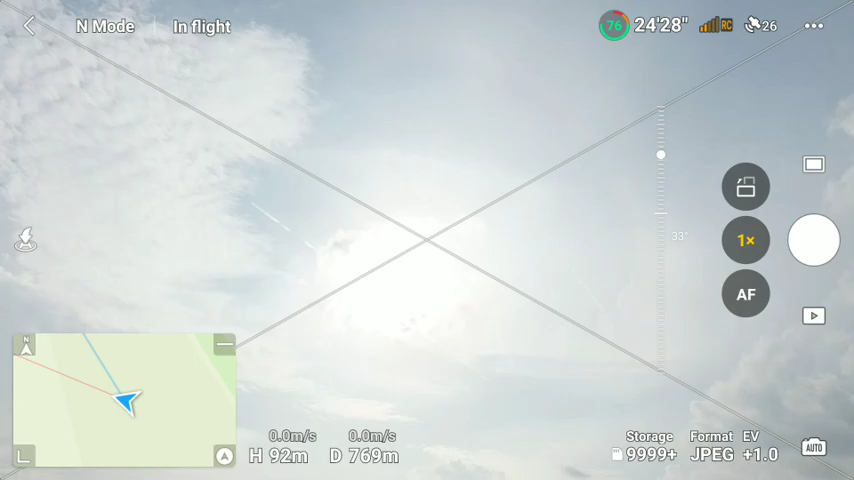 N Mode
In flight
76
24'28"
RC
26
33°
1×
AF
N
0.0m/s
0.0m/s
H 92m
D 769m
Storage
Format
EV
9999+
JPEG
+1.0
AUTO